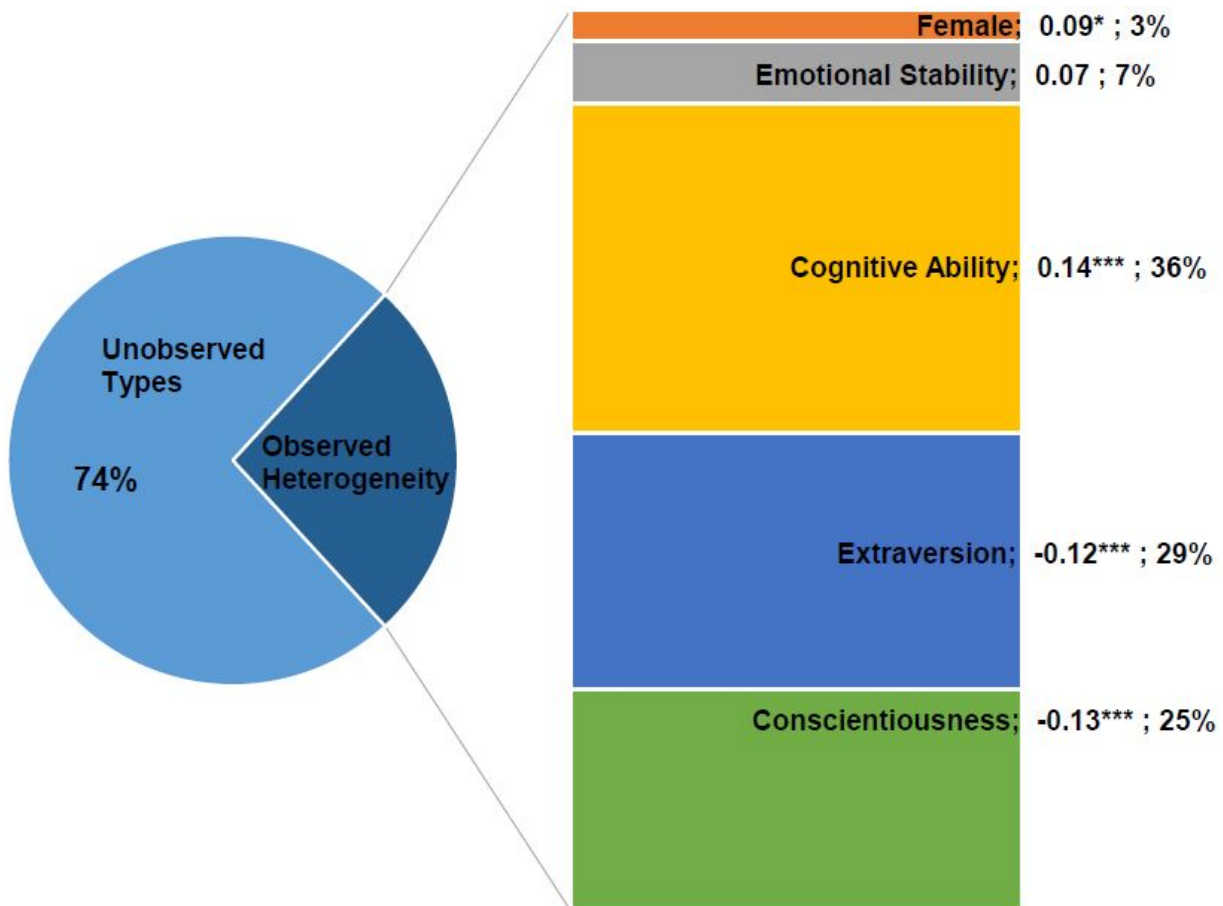 Female; 0.09* ; 3%
Emotional Stability; 0.07 ; 7%
Cognitive Ability; 0.14*** ; 36%
Unobserved
Types
74%
Observed
Heterogeneity
Extraversion; -0.12*** ; 29%
Conscientiousness; -0.13*** ; 25%